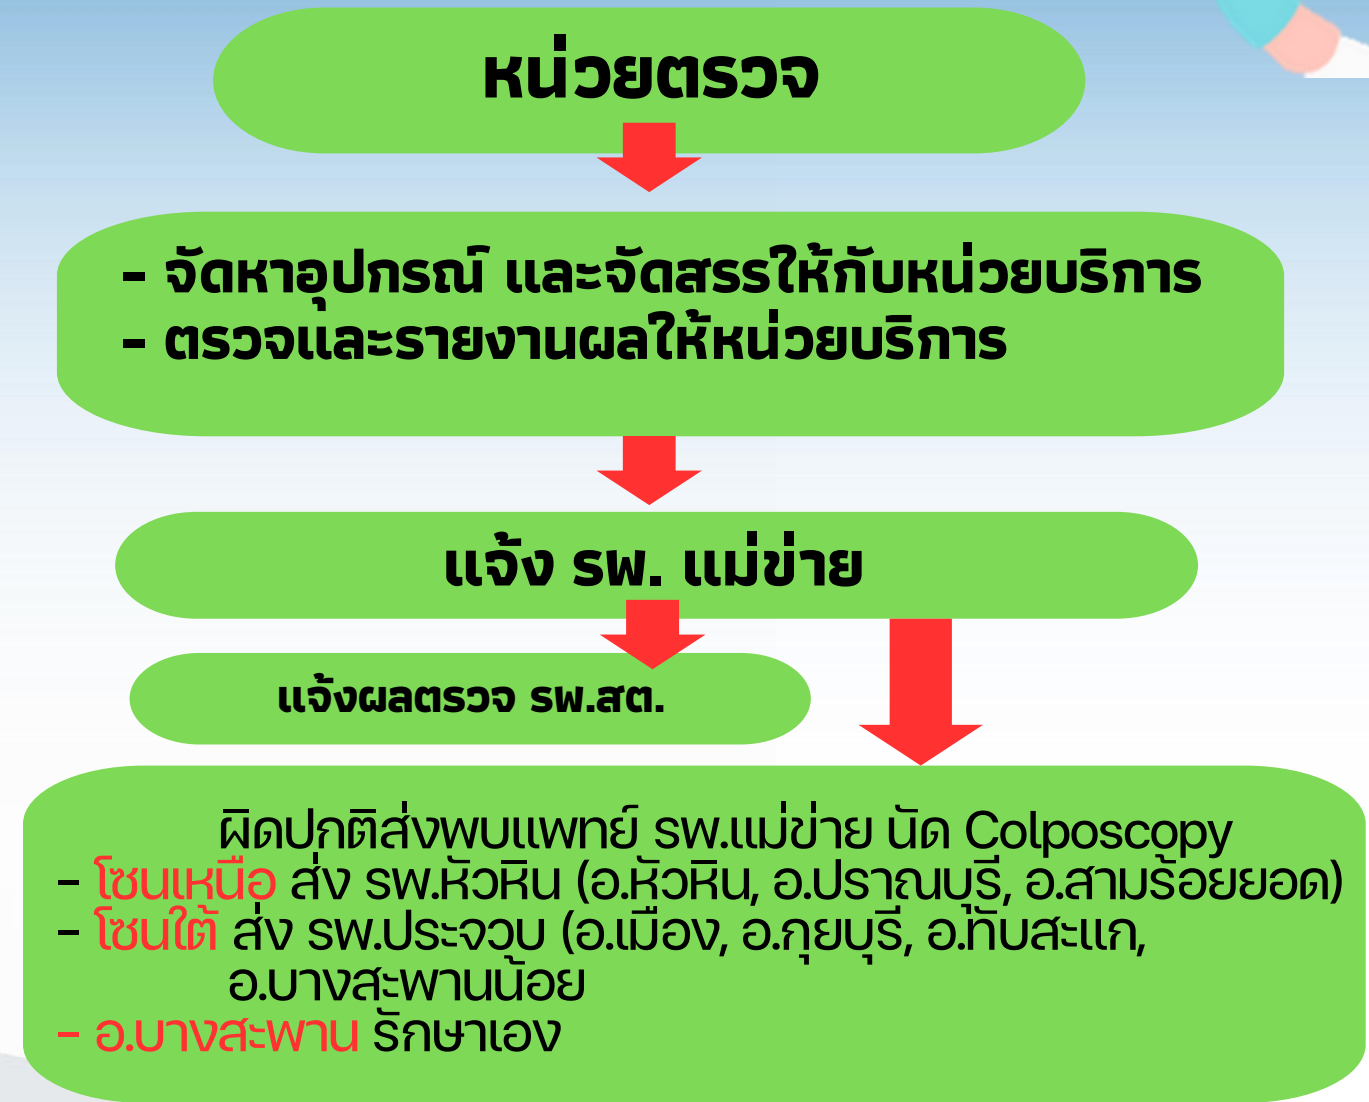 หน่วยตรวจ
- จัดหาอุปกรณ์ และจัดสรรให้กับหน่วยบริการ
- ตรวจและรายงานผลให้หน่วยบริการ
แจ้ง รพ. แม่ข่าย
แจ้งผลตรวจ รพ.สต.
ผิดปกติส่งพบแพทย์ รพ.แม่ข่าย นัด Colposcopy
- โซนเหนือ ส่ง รพ.หัวหิน (อ.หัวหิน, อ.ปราณบุรี, อ.สามร้อยยอด)
- โซนใต้ ส่ง รพ.ประจวบ (อ.เมือง, อ.กุยบุรี, อ.ทับสะแก,
อ.บางสะพานน้อย
- อ.บางสะพาน รักษาเอง